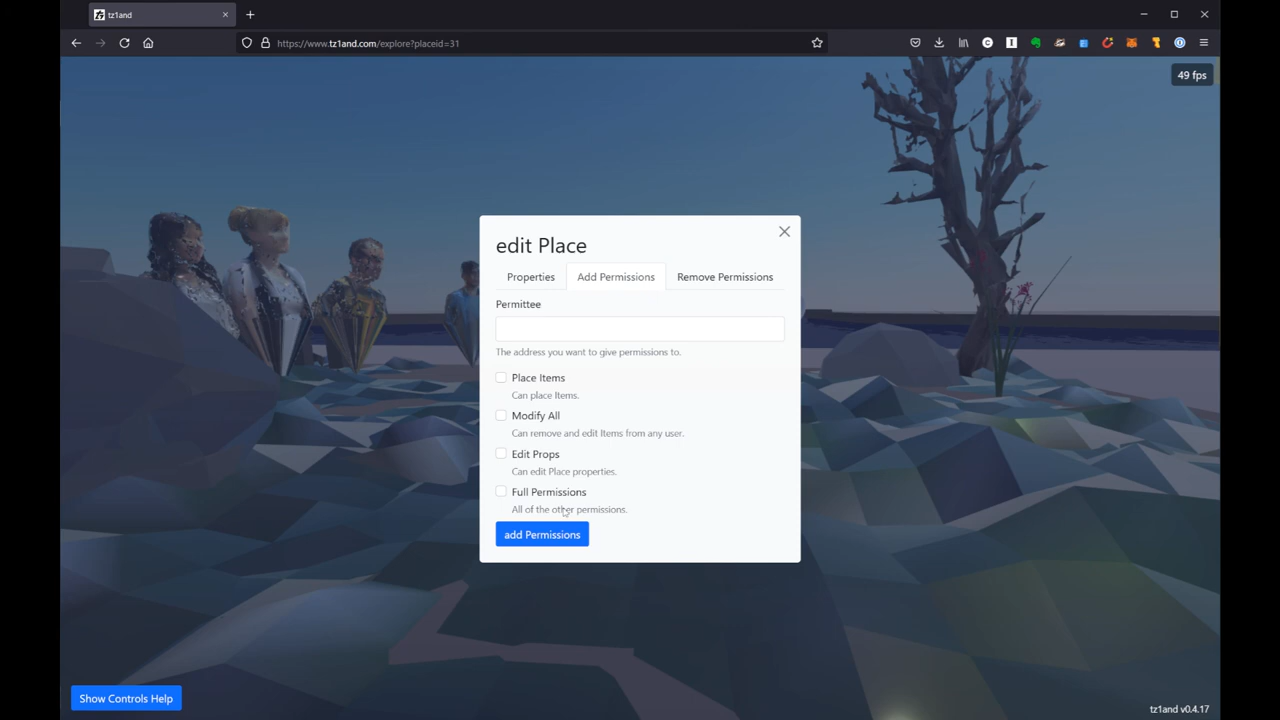 tz1and
https://www.tz1and.com/explore?placeid=31
49 fps
edit Place
Properties
Add Permissions
Remove Permissions
Permittee
The address you want to give permissions to.
Place Items
Can place Items.
Modify All
Can remove and edit Items from any user.
Edit Props
Can edit Place properties.
Full Permissions
All of the other permissions.
add Permissions
Show Controls Help
tz1and v0.4.17